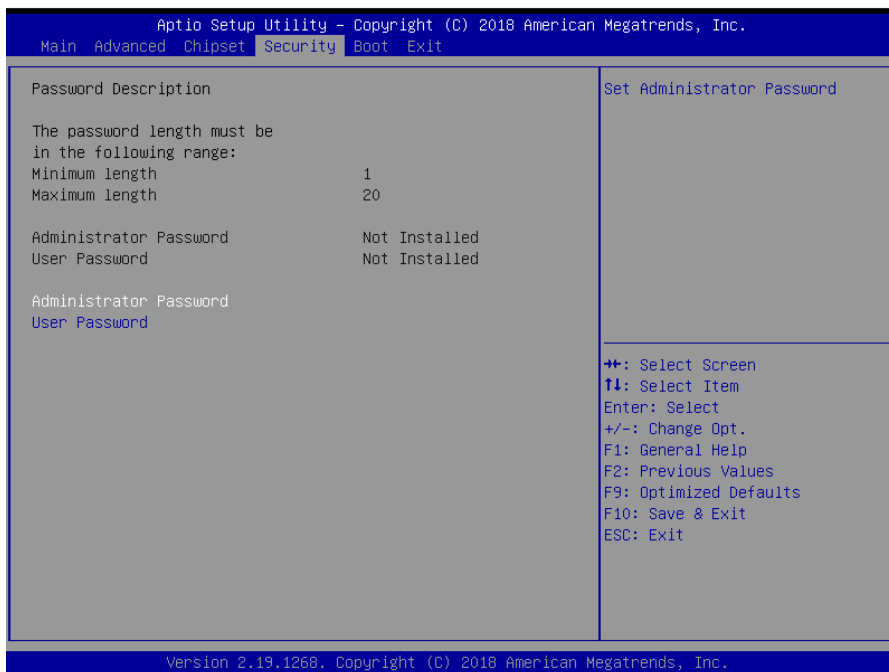 Aptio Setup Utility – Copyright (C) 2018 American Megatrends, Inc.
Main Advanced Chipset Security Boot Exit
Password Description
The password length must be
in the following range:
Minimum length 1
Maximum length 20
Administrator Password Not Installed
User Password Not Installed
Administrator Password
User Password
Set Administrator Password
→←: Select Screen
↑↓: Select Item
Enter: Select
+/-: Change Opt.
F1: General Help
F2: Previous Values
F9: Optimized Defaults
F10: Save & Exit
ESC: Exit
Version 2.19.1268. Copyright (C) 2018 American Megatrends, Inc.